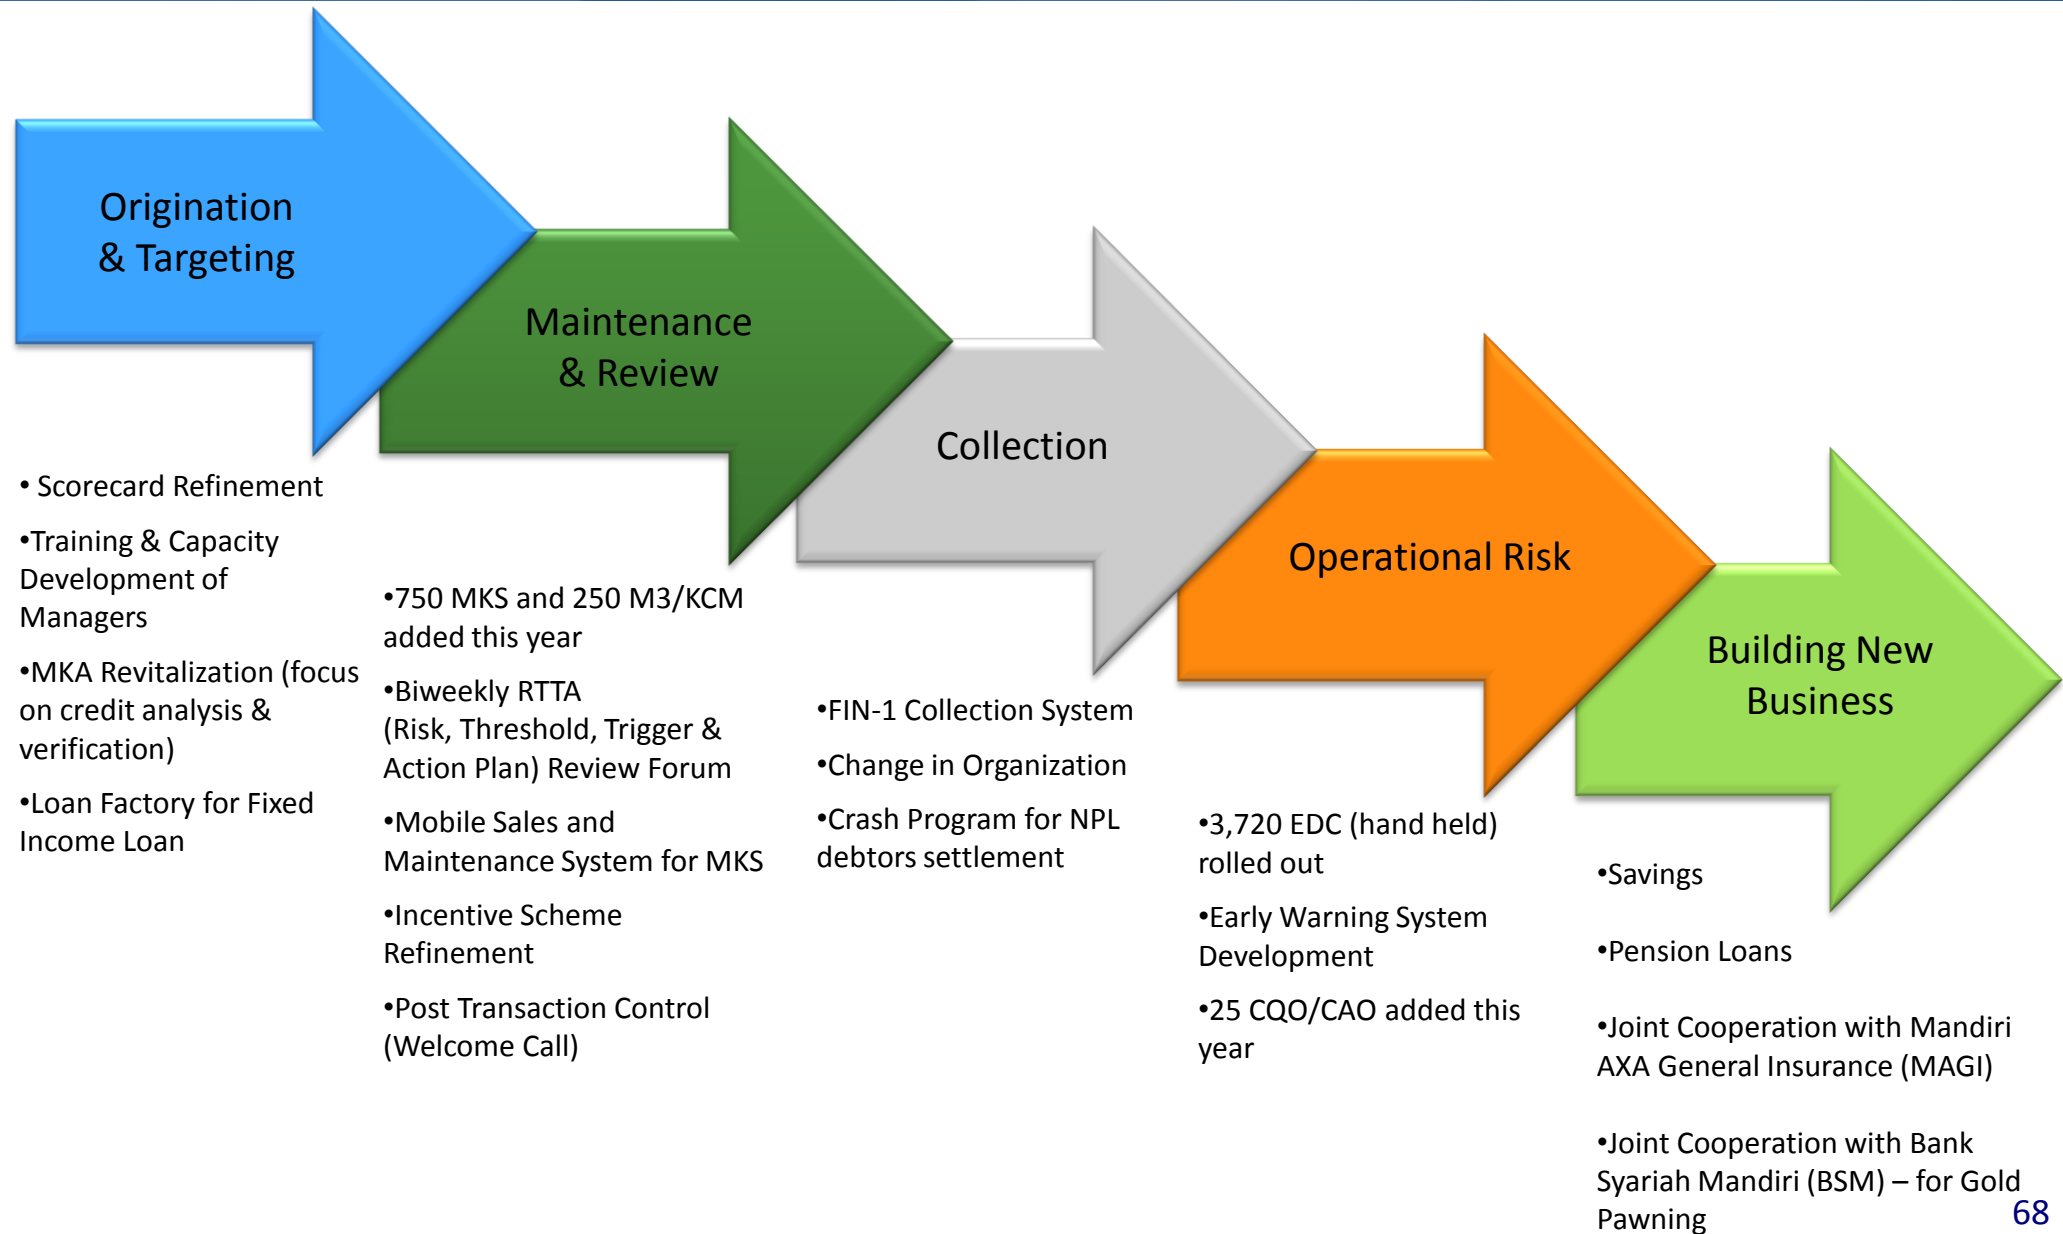 Origination
& Targeting
• Scorecard Refinement
•Training & Capacity
Development of
Managers
•MKA Revitalization (focus
on credit analysis &
verification)
•Loan Factory for Fixed
Income Loan
Maintenance
& Review
•750 MKS and 250 M3/KCM
added this year
•Biweekly RTTA
(Risk, Threshold, Trigger &
Action Plan) Review Forum
•Mobile Sales and
Maintenance System for MKS
•Incentive Scheme
Refinement
•Post Transaction Control
(Welcome Call)
Collection
•FIN-1 Collection System
•Change in Organization
•Crash Program for NPL
debtors settlement
Operational Risk
•3,720 EDC (hand held)
rolled out
•Early Warning System
Development
•25 CQO/CAO added this
year
Building New
Business
•Savings
•Pension Loans
•Joint Cooperation with Mandiri
AXA General Insurance (MAGI)
•Joint Cooperation with Bank
Syariah Mandiri (BSM) – for Gold
Pawning
68